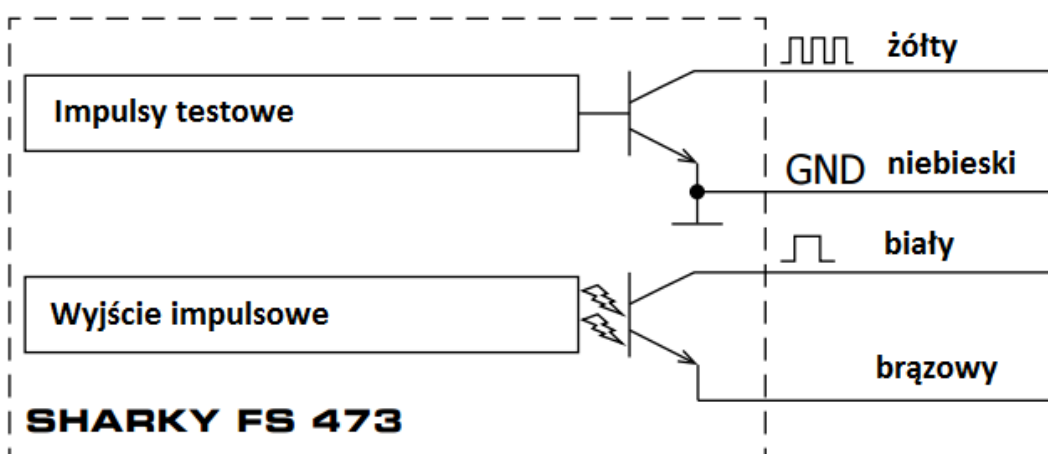 żółty
Impulsy testowe
GND niebieski
biały
Wyjście impulsowe
brązowy
SHARKY FS 473